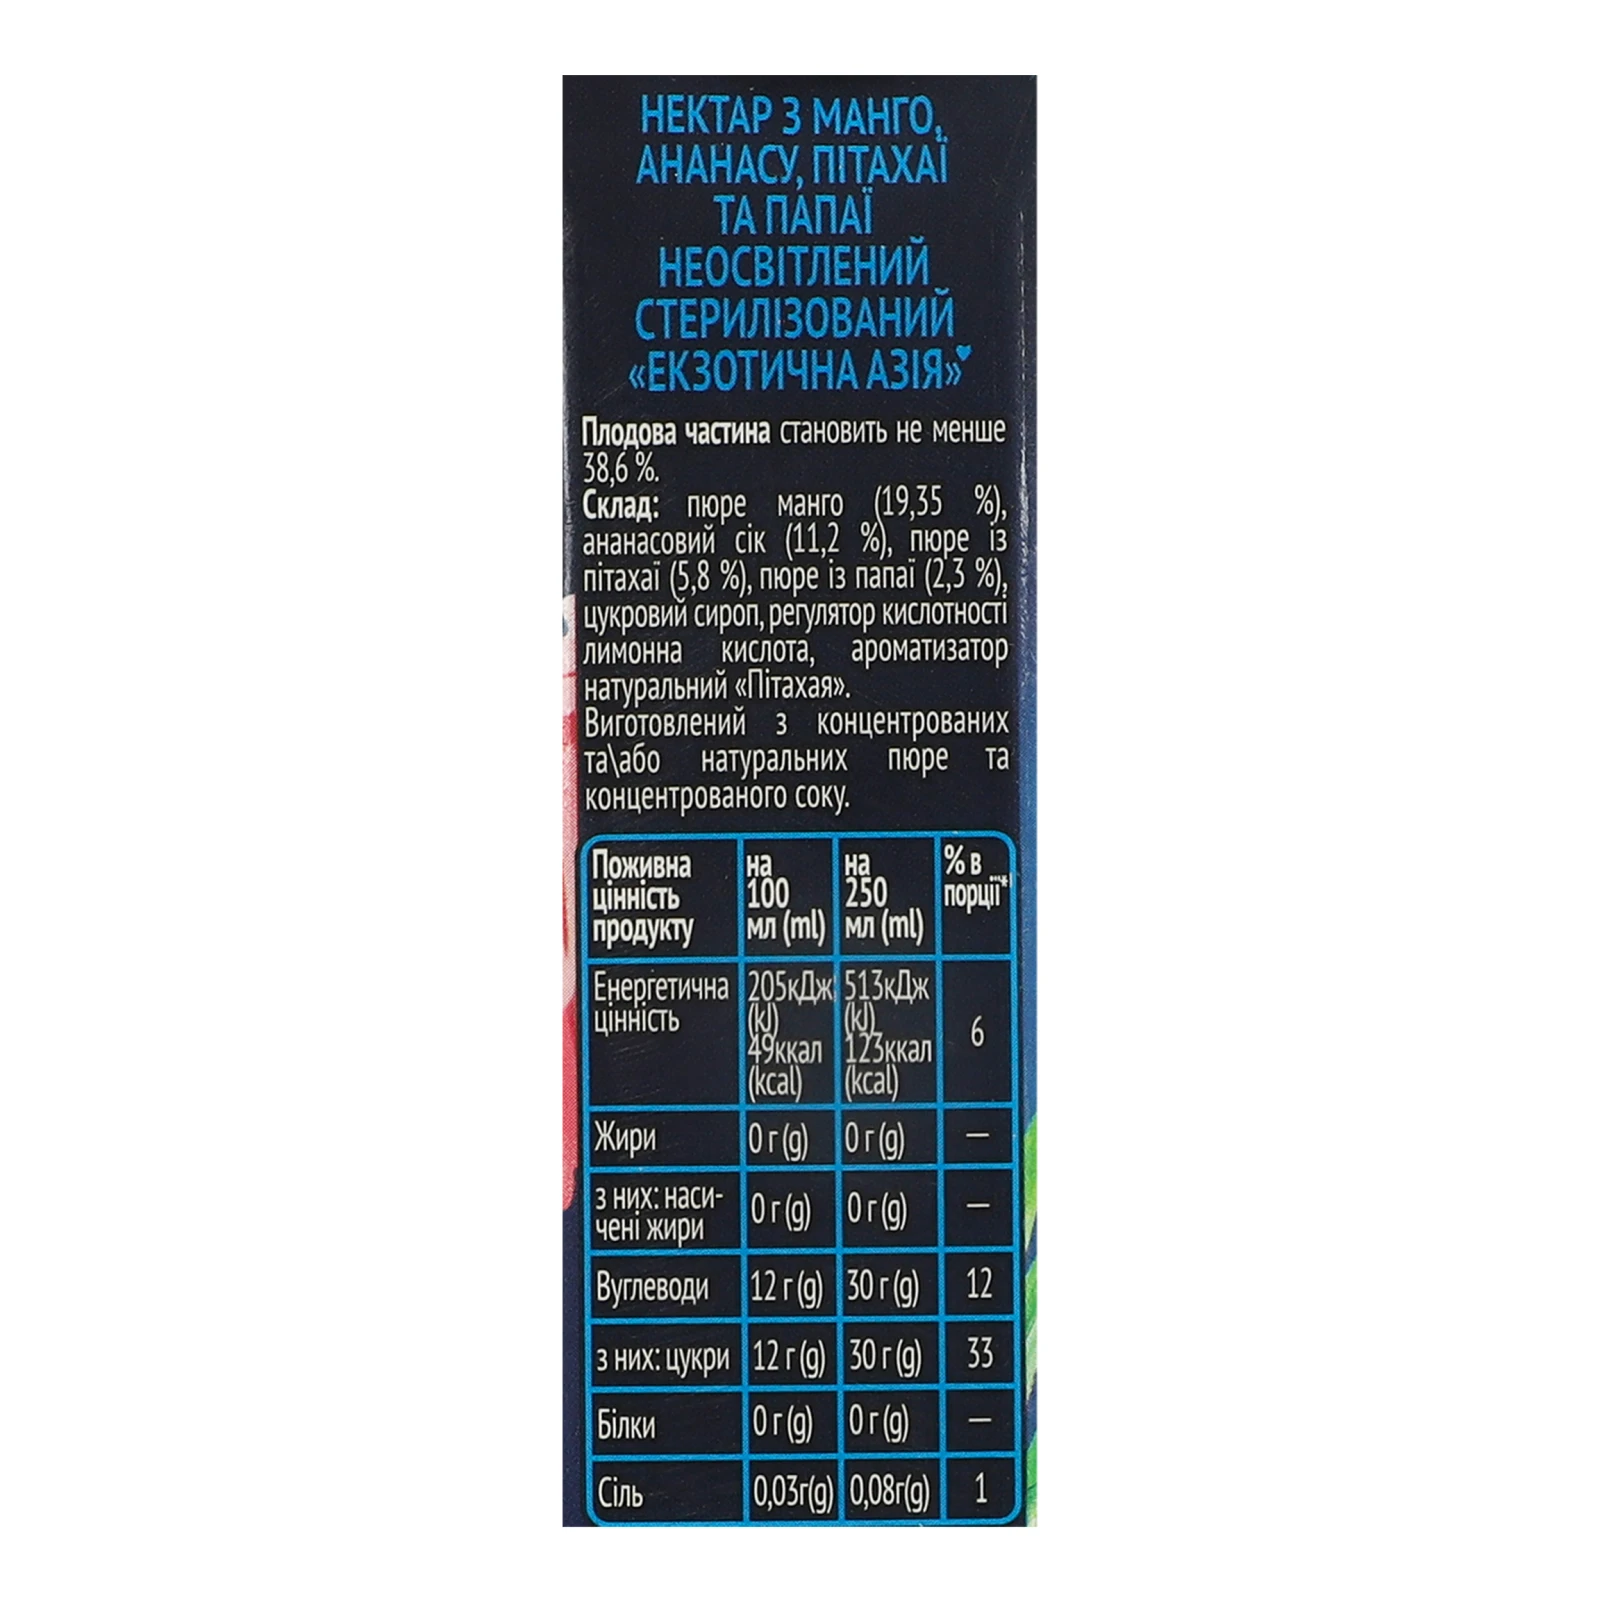 НЕКТАР З МАНГО,
АНАНАСУ, ПІТАХАЇ
ТА ПАПАЇ
НЕОСВІТЛЕНИЙ
СТЕРИЛІЗОВАНИЙ
«ЕКЗОТИЧНА АЗІЯ»
Плодова частина становить не менше
38,6 %.
Склад: пюре манго (19,35 %),
ананасовий сік (11,2 %), пюре із
пітахаї (5,8 %), пюре із папаї (2,3 %),
цукровий сироп, регулятор кислотності
лимонна кислота, ароматизатор
натуральний «Пітахая».
Виготовлений з концентрованих
та\або натуральних пюре та
концентрованого соку.
Поживна цінність продукту на 100 мл (ml) на 250 мл (ml) % в порції*
Енергетична цінність 205кДж (kJ) 49ккал (kcal) 513кДж (kJ) 123ккал (kcal) 6
Жири 0 г (g) 0 г (g) —
з них: наси-
чені жири 0 г (g) 0 г (g) —
Вуглеводи 12 г (g) 30 г (g) 12
з них: цукри 12 г (g) 30 г (g) 33
Білки 0 г (g) 0 г (g) —
Сіль 0,03г(g) 0,08г(g) 1